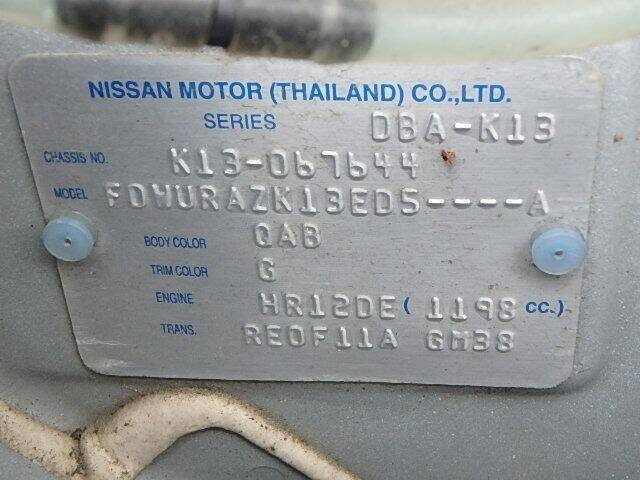 NISSAN MOTOR (THAILAND) CO.,LTD.
SERIES DBA-K13
CHASSIS NO. K13-067644
MODEL FDHURAZK13EDS----A
BODY COLOR QAB
TRIM COLOR G
ENGINE HR12DE ( 1198 cc.)
TRANS. RE0F11A GM38